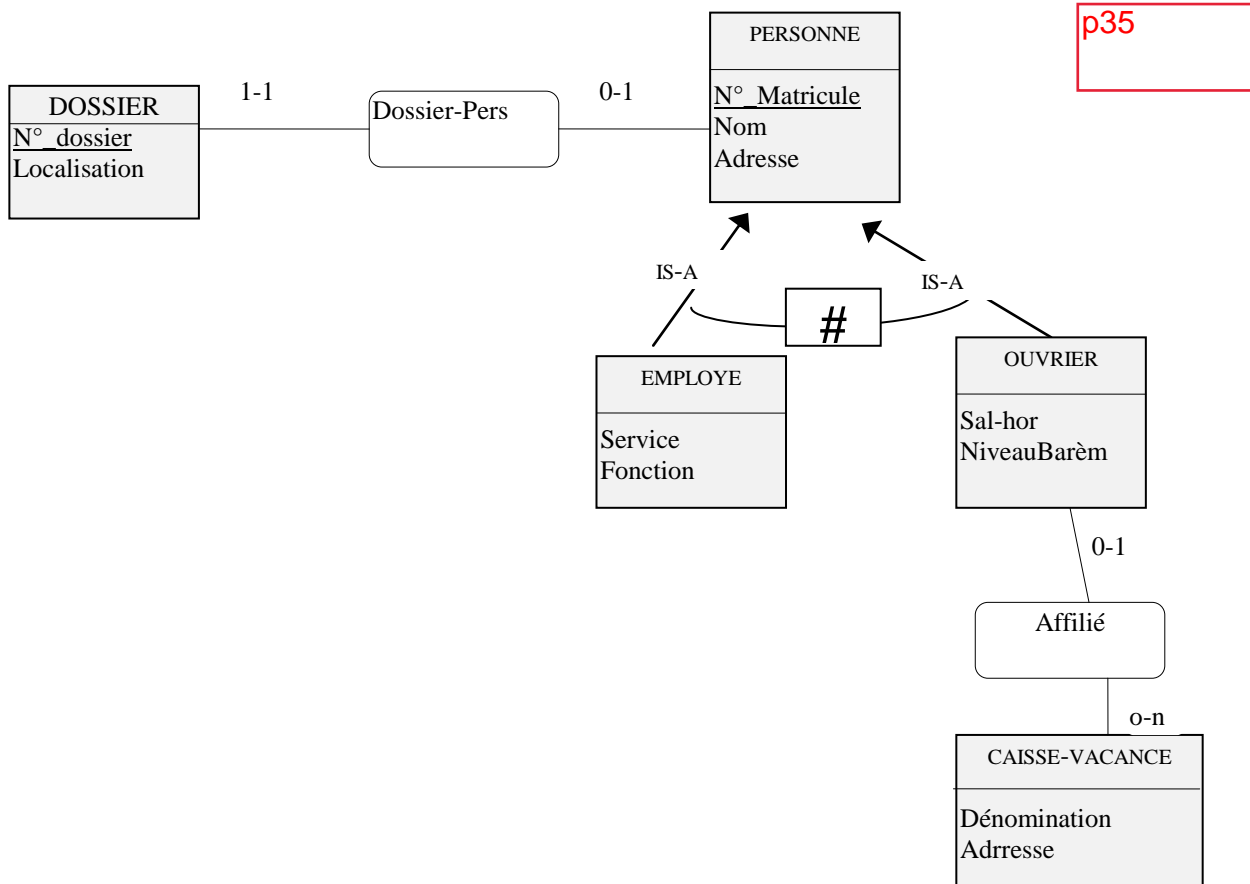 p35
PERSONNE
N°_Matricule
Nom
Adresse
1-1
Dossier-Pers
0-1
DOSSIER
N°_dossier
Localisation
IS-A
IS-A
#
EMPLOYE
Service
Fonction
OUVRIER
Sal-hor
NiveauBarèm
0-1
Affilié
o-n
CAISSE-VACANCE
Dénomination
Adrresse